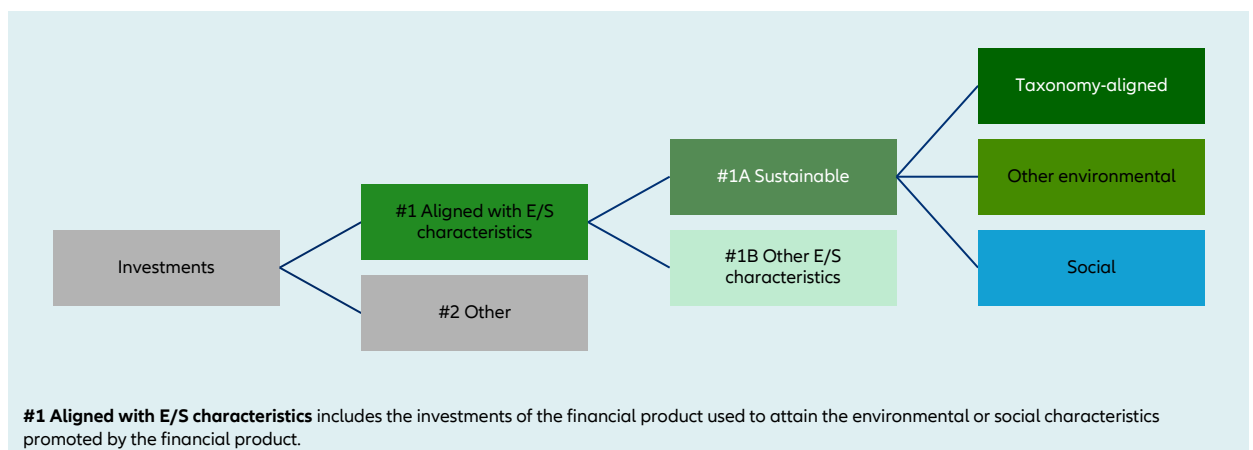 Taxonomy-aligned
#1A Sustainable
Other environmental
#1 Aligned with E/S
characteristics
#1B Other E/S
characteristics
Investments
Social
#2 Other
#1 Aligned with E/S characteristics includes the investments of the financial product used to attain the environmental or social characteristics
promoted by the financial product.